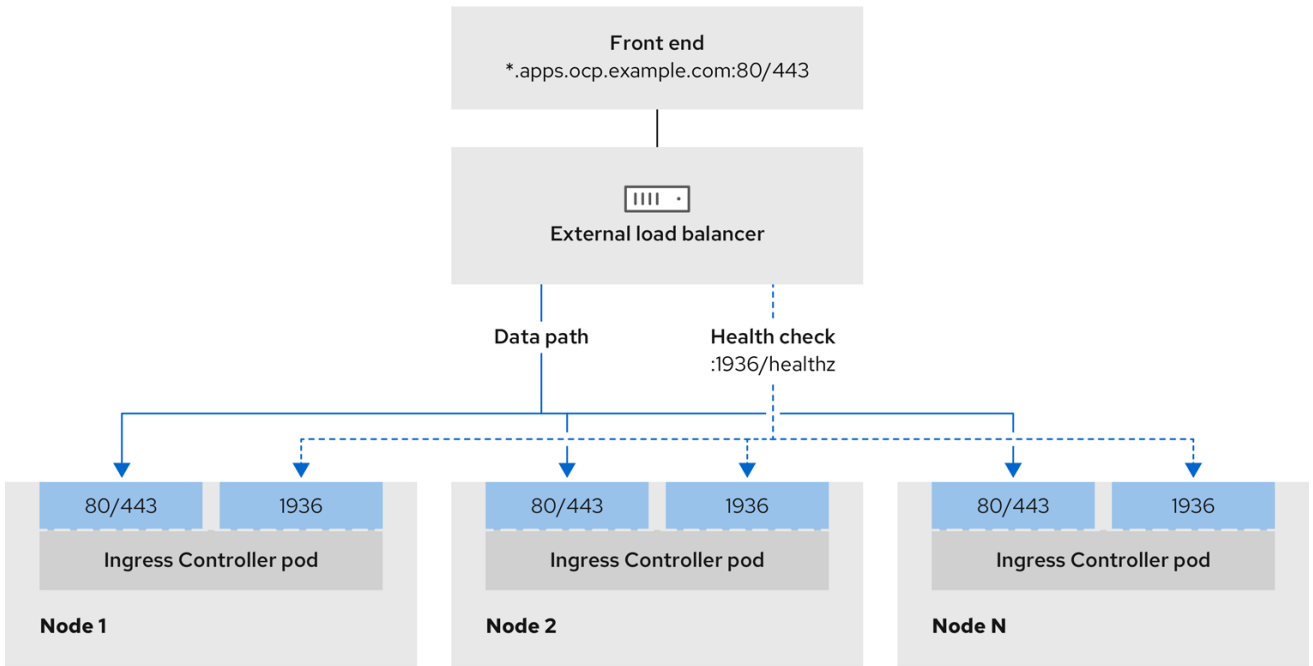 Front end
*.apps.ocp.example.com:80/443
External load balancer
Data path
Health check
:1936/healthz
80/443
1936
Ingress Controller pod
Node 1
80/443
1936
Ingress Controller pod
Node 2
80/443
1936
Ingress Controller pod
Node N